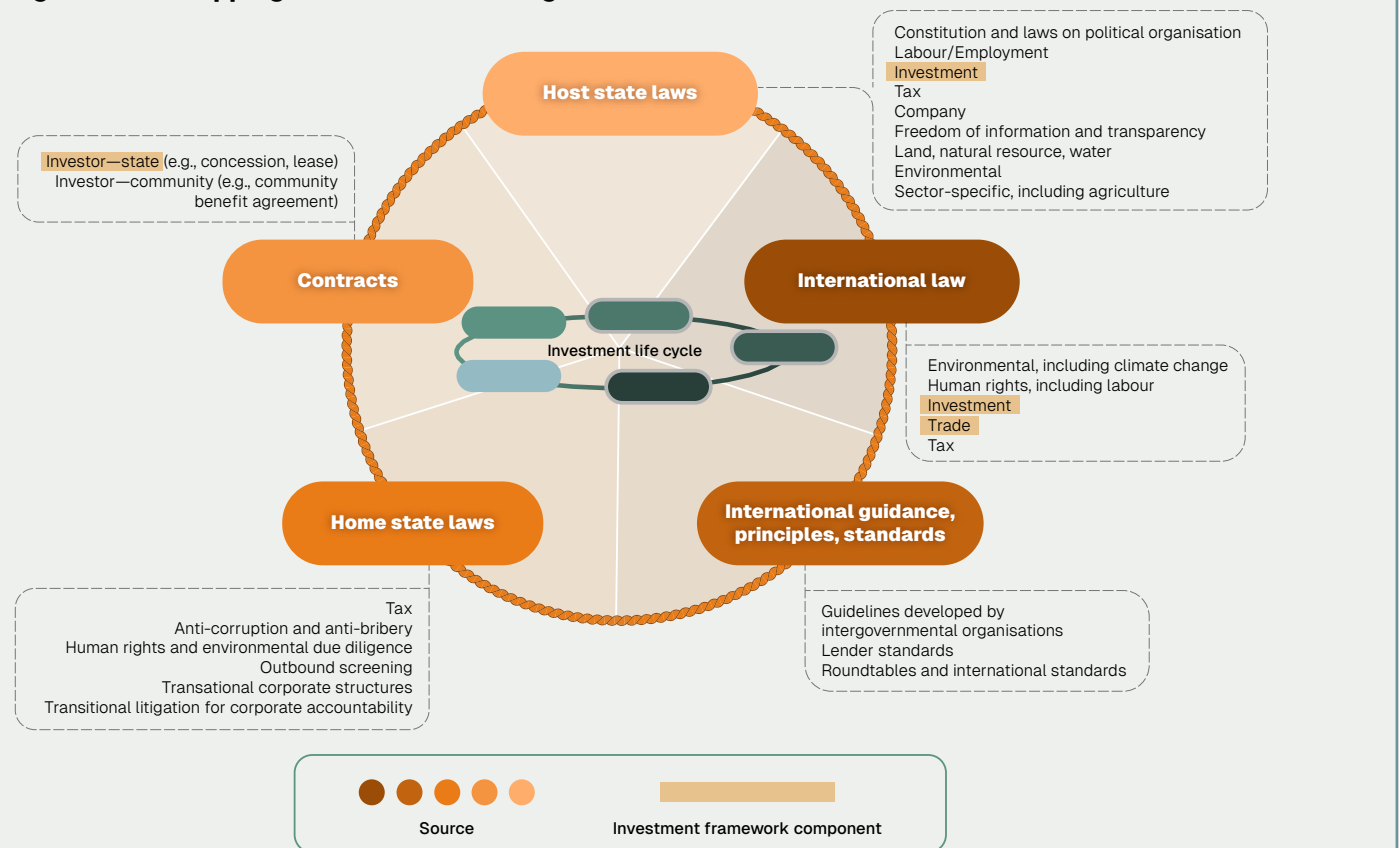 Host state laws
Constitution and laws on political organisation
Labour/Employment
Investment
Tax
Company
Freedom of information and transparency
Land, natural resource, water
Environmental
Sector-specific, including agriculture
Investor—state (e.g., concession, lease)
Investor—community (e.g., community
benefit agreement)
Contracts
International law
Investment life cycle
Environmental, including climate change
Human rights, including labour
Investment
Trade
Tax
Home state laws
International guidance,
principles, standards
Tax
Anti-corruption and anti-bribery
Human rights and environmental due diligence
Outbound screening
Transational corporate structures
Transitional litigation for corporate accountability
Guidelines developed by
intergovernmental organisations
Lender standards
Roundtables and international standards
Source
Investment framework component